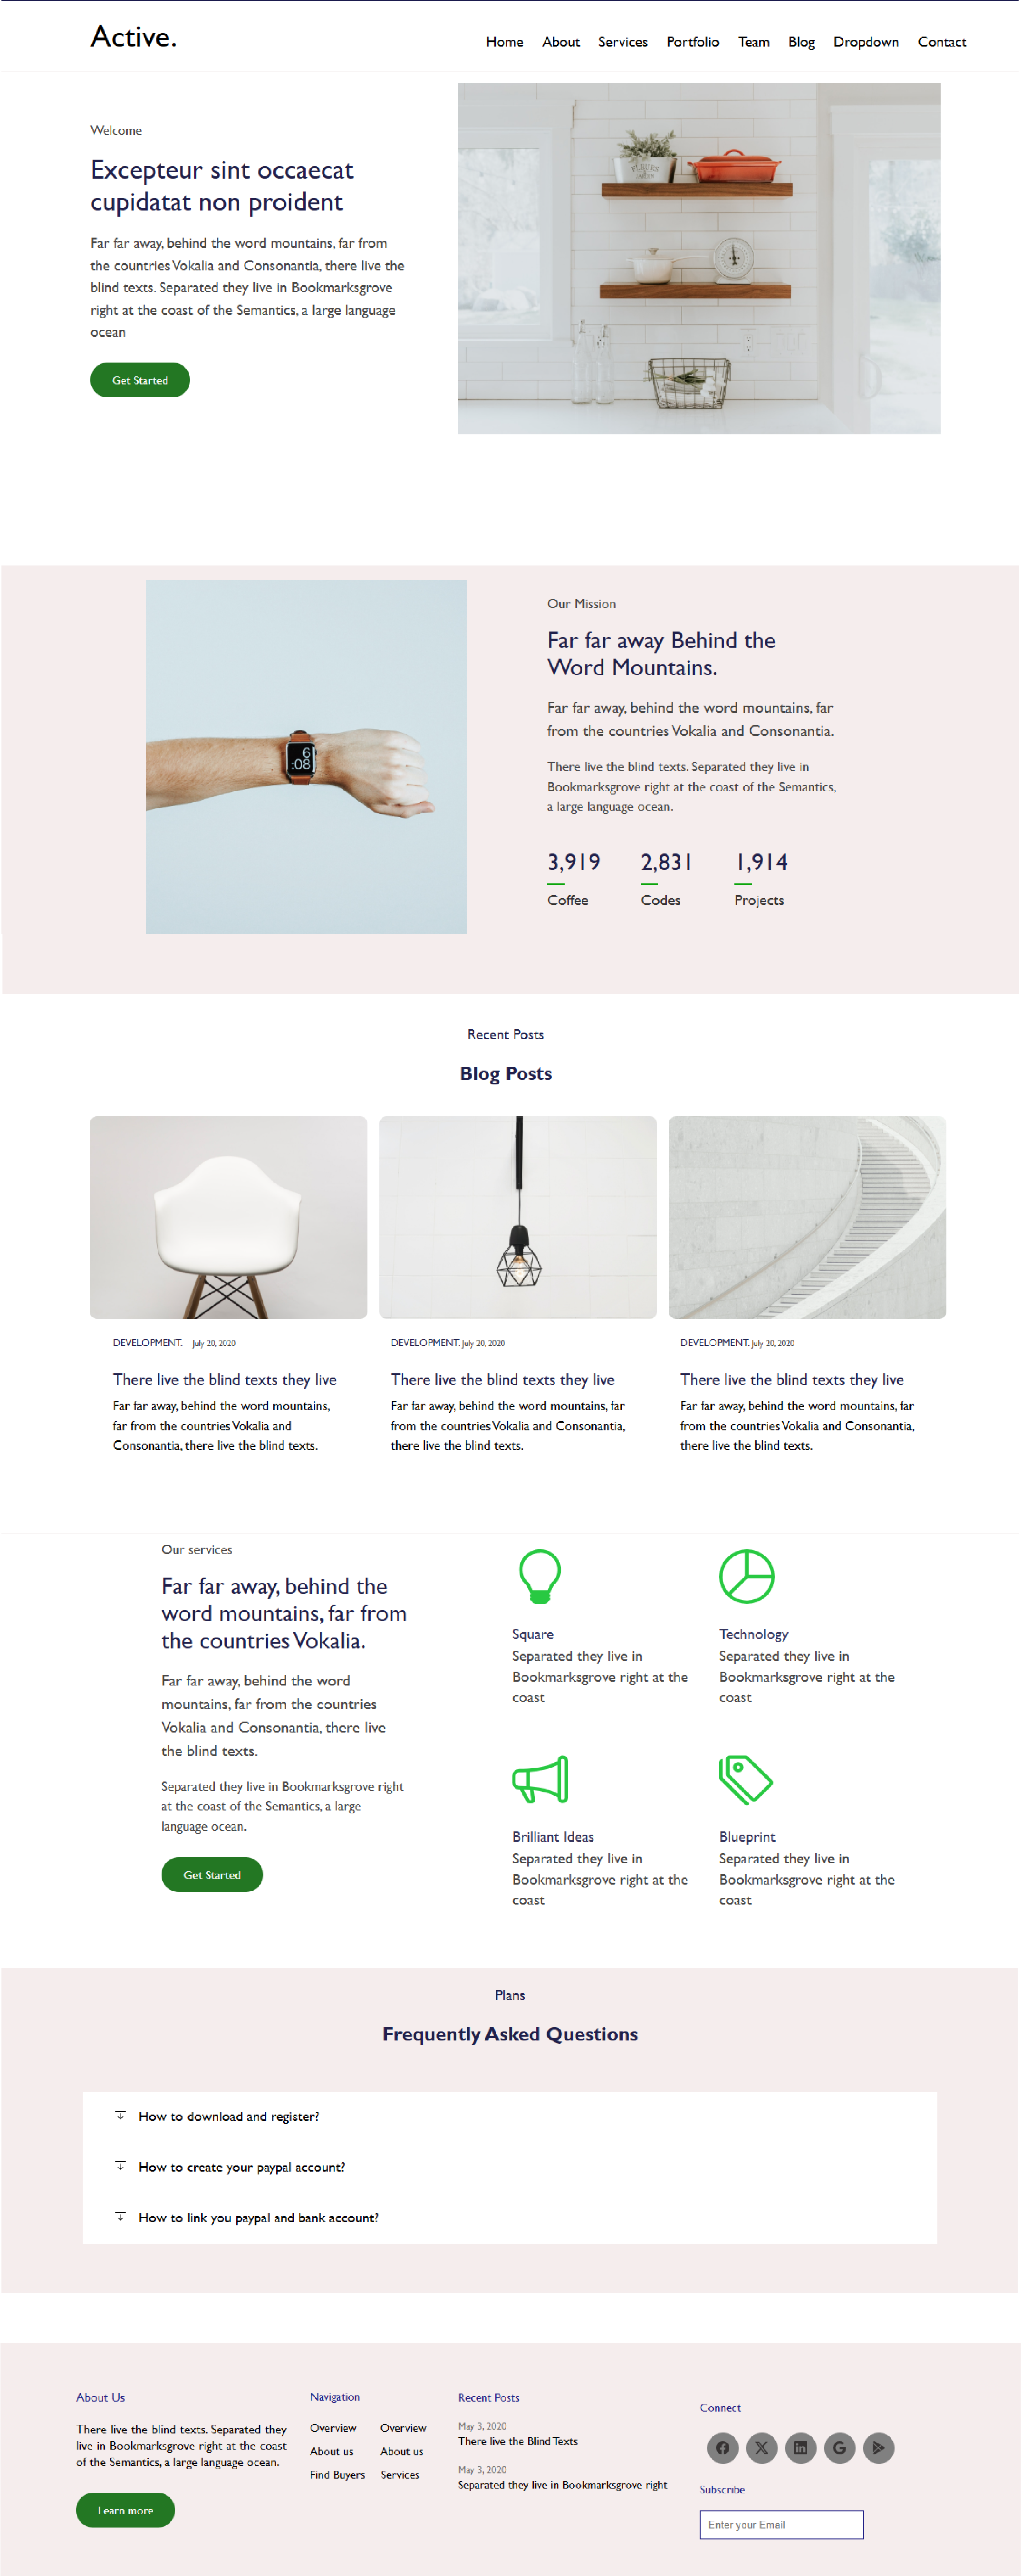 Active.
Home About Services Portfolio Team Blog Dropdown Contact
Welcome
Excepteur sint occaecat
cupidatat non proident
Far far away, behind the word mountains, far from
the countries Vokalia and Consonantia, there live the
blind texts. Separated they live in Bookmarksgrove
right at the coast of the Semantics, a large language
ocean
Get Started
6
:08
Our Mission
Far far away Behind the
Word Mountains.
Far far away, behind the word mountains, far
from the countries Vokalia and Consonantia.
There live the blind texts. Separated they live in
Bookmarksgrove right at the coast of the Semantics,
a large language ocean.
3,919 2,831 1,914
Coffee Codes Projects
Recent Posts
Blog Posts
DEVELOPMENT. July 20, 2020
There live the blind texts they live
Far far away, behind the word mountains,
far from the countries Vokalia and
Consonantia, there live the blind texts.
DEVELOPMENT. July 20, 2020
There live the blind texts they live
Far far away, behind the word mountains, far
from the countries Vokalia and Consonantia,
there live the blind texts.
DEVELOPMENT. July 20, 2020
There live the blind texts they live
Far far away, behind the word mountains, far
from the countries Vokalia and Consonantia,
there live the blind texts.
Our services
Far far away, behind the
word mountains, far from
the countries Vokalia.
Far far away, behind the word
mountains, far from the countries
Vokalia and Consonantia, there live
the blind texts.
Separated they live in Bookmarksgrove right
at the coast of the Semantics, a large
language ocean.
Get Started
Square
Separated they live in
Bookmarksgrove right at the
coast
Technology
Separated they live in
Bookmarksgrove right at the
coast
Brilliant Ideas
Separated they live in
Bookmarksgrove right at the
coast
Blueprint
Separated they live in
Bookmarksgrove right at the
coast
Plans
Frequently Asked Questions
How to download and register?
How to create your paypal account?
How to link you paypal and bank account?
About Us
There live the blind texts. Separated they
live in Bookmarksgrove right at the coast
of the Semantics, a large language ocean.
Learn more
Navigation
Overview Overview
About us About us
Find Buyers Services
Recent Posts
May 3, 2020
There live the Blind Texts
May 3, 2020
Separated they live in Bookmarksgrove right
Connect
Subscribe
Enter your Email